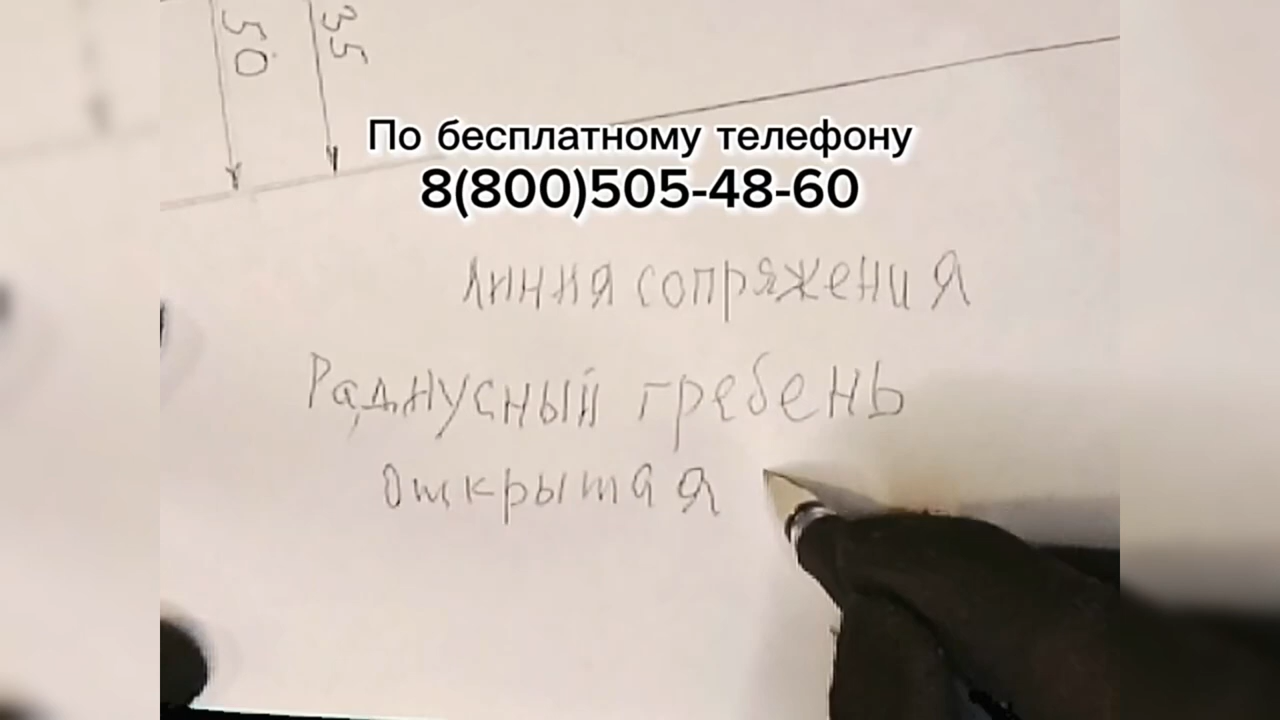 50
35
По бесплатному телефону
8(800)505-48-60
линия сопряжения
Радиусный гребень
открытая